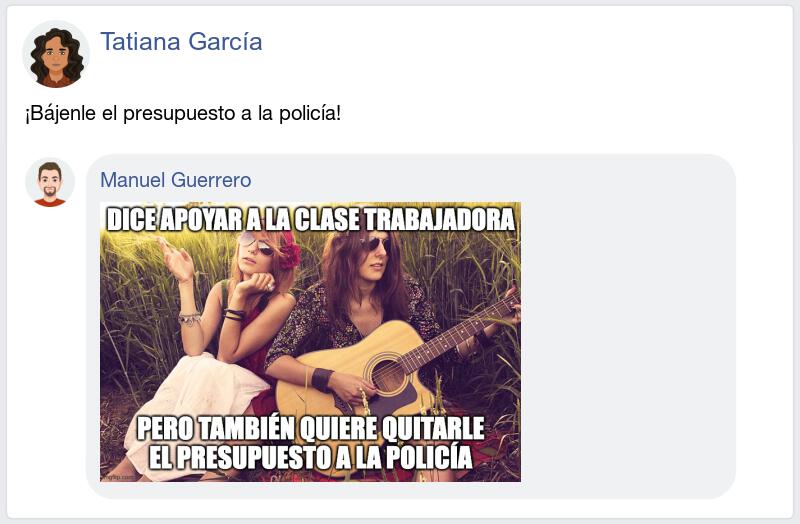 Tatiana García
¡Bájenle el presupuesto a la policía!
Manuel Guerrero
DICE APOYAR A LA CLASE TRABAJADORA
PERO TAMBIÉN QUIERE QUITARLE
EL PRESUPUESTO A LA POLICÍA
imgflip.com